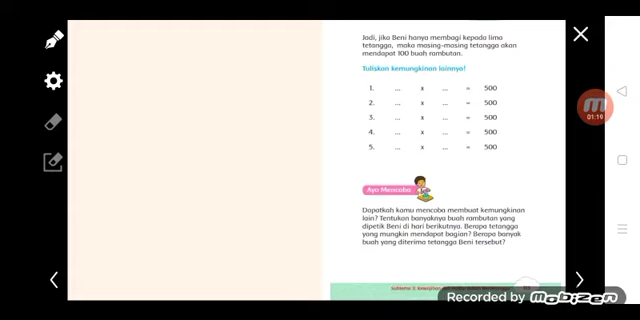 Jadi, jika Beni hanya membagi kepada lima
tetangga, maka masing-masing tetangga akan
mendapat 100 buah rambutan.
Tuliskan kemungkinan lainnya!
1. ... x ... = 500
2. ... x ... = 500
3. ... x ... = 500
4. ... x ... = 500
5. ... x ... = 500
Ayo Mencoba
Dapatkah kamu mencoba membuat kemungkinan
lain? Tentukan banyaknya buah rambutan yang
dipetik Beni di hari berikutnya. Berapa tetangga
yang mungkin mendapat bagian? Berapa banyak
buah yang diterima tetangga Beni tersebut?
Subtema 3:
01:19
Recorded by
MOBIZEN